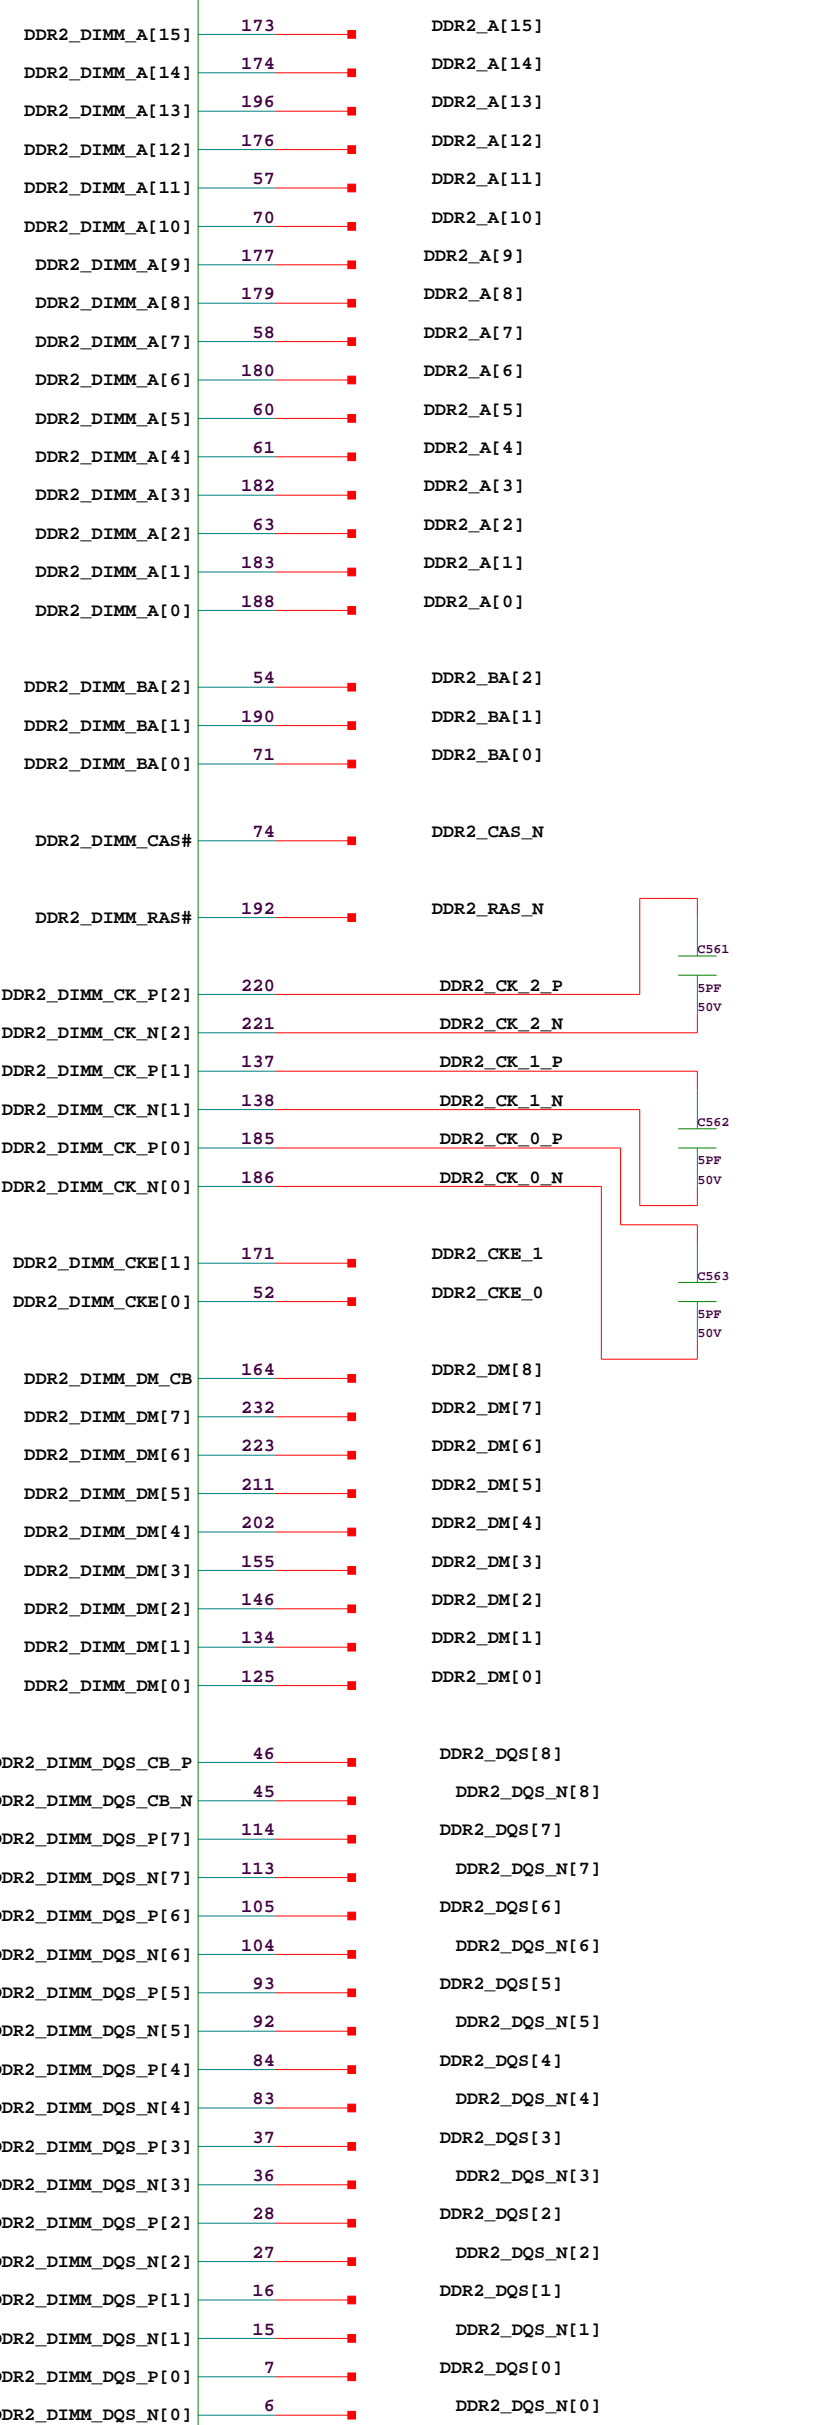 DDR2_DIMM_A[15] 173 DDR2_A[15]
DDR2_DIMM_A[14] 174 DDR2_A[14]
DDR2_DIMM_A[13] 196 DDR2_A[13]
DDR2_DIMM_A[12] 176 DDR2_A[12]
DDR2_DIMM_A[11] 57 DDR2_A[11]
DDR2_DIMM_A[10] 70 DDR2_A[10]
DDR2_DIMM_A[9] 177 DDR2_A[9]
DDR2_DIMM_A[8] 179 DDR2_A[8]
DDR2_DIMM_A[7] 58 DDR2_A[7]
DDR2_DIMM_A[6] 180 DDR2_A[6]
DDR2_DIMM_A[5] 60 DDR2_A[5]
DDR2_DIMM_A[4] 61 DDR2_A[4]
DDR2_DIMM_A[3] 182 DDR2_A[3]
DDR2_DIMM_A[2] 63 DDR2_A[2]
DDR2_DIMM_A[1] 183 DDR2_A[1]
DDR2_DIMM_A[0] 188 DDR2_A[0]
DDR2_DIMM_BA[2] 54 DDR2_BA[2]
DDR2_DIMM_BA[1] 190 DDR2_BA[1]
DDR2_DIMM_BA[0] 71 DDR2_BA[0]
DDR2_DIMM_CAS# 74 DDR2_CAS_N
DDR2_DIMM_RAS# 192 DDR2_RAS_N
C561
DDR2_DIMM_CK_P[2] 220 DDR2_CK_2_P 5PF
50V
DDR2_DIMM_CK_N[2] 221 DDR2_CK_2_N
DDR2_DIMM_CK_P[1] 137 DDR2_CK_1_P
DDR2_DIMM_CK_N[1] 138 DDR2_CK_1_N
C562
DDR2_DIMM_CK_P[0] 185 DDR2_CK_0_P
5PF
DDR2_DIMM_CK_N[0] 186 DDR2_CK_0_N 50V
DDR2_DIMM_CKE[1] 171 DDR2_CKE_1
C563
DDR2_DIMM_CKE[0] 52 DDR2_CKE_0
5PF
50V
DDR2_DIMM_DM_CB 164 DDR2_DM[8]
DDR2_DIMM_DM[7] 232 DDR2_DM[7]
DDR2_DIMM_DM[6] 223 DDR2_DM[6]
DDR2_DIMM_DM[5] 211 DDR2_DM[5]
DDR2_DIMM_DM[4] 202 DDR2_DM[4]
DDR2_DIMM_DM[3] 155 DDR2_DM[3]
DDR2_DIMM_DM[2] 146 DDR2_DM[2]
DDR2_DIMM_DM[1] 134 DDR2_DM[1]
DDR2_DIMM_DM[0] 125 DDR2_DM[0]
DDR2_DIMM_DQS_CB_P 46 DDR2_DQS[8]
DDR2_DIMM_DQS_CB_N 45 DDR2_DQS_N[8]
DDR2_DIMM_DQS_P[7] 114 DDR2_DQS[7]
DDR2_DIMM_DQS_N[7] 113 DDR2_DQS_N[7]
DDR2_DIMM_DQS_P[6] 105 DDR2_DQS[6]
DDR2_DIMM_DQS_N[6] 104 DDR2_DQS_N[6]
DDR2_DIMM_DQS_P[5] 93 DDR2_DQS[5]
DDR2_DIMM_DQS_N[5] 92 DDR2_DQS_N[5]
DDR2_DIMM_DQS_P[4] 84 DDR2_DQS[4]
DDR2_DIMM_DQS_N[4] 83 DDR2_DQS_N[4]
DDR2_DIMM_DQS_P[3] 37 DDR2_DQS[3]
DDR2_DIMM_DQS_N[3] 36 DDR2_DQS_N[3]
DDR2_DIMM_DQS_P[2] 28 DDR2_DQS[2]
DDR2_DIMM_DQS_N[2] 27 DDR2_DQS_N[2]
DDR2_DIMM_DQS_P[1] 16 DDR2_DQS[1]
DDR2_DIMM_DQS_N[1] 15 DDR2_DQS_N[1]
DDR2_DIMM_DQS_P[0] 7 DDR2_DQS[0]
DDR2_DIMM_DQS_N[0] 6 DDR2_DQS_N[0]